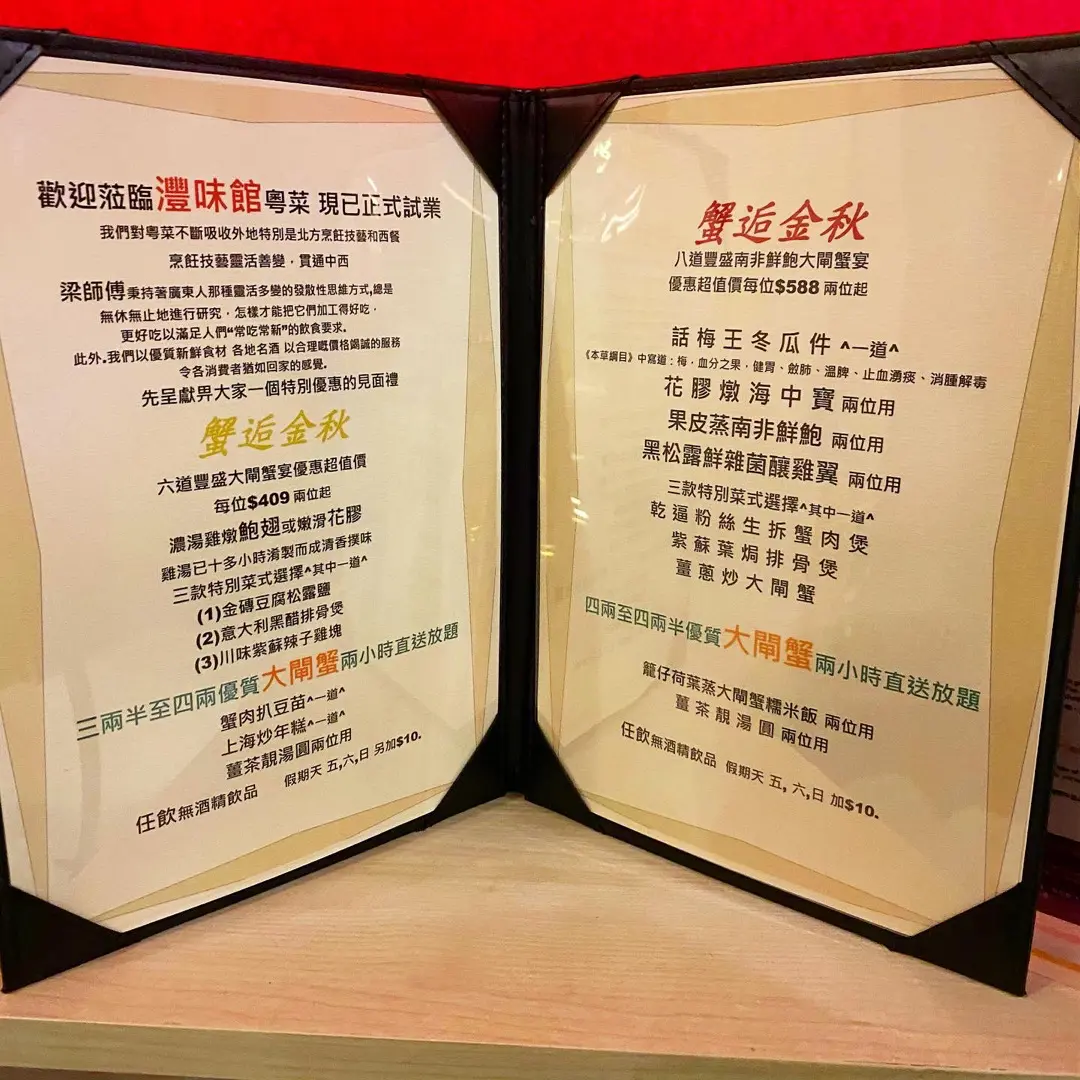 歡迎蒞臨灃味館粵菜 現已正式試業
我們對粵菜不斷吸收外地特別是北方烹飪技藝和西餐
烹飪技藝靈活善變，貫通中西
梁師傅秉持著廣東人那種靈活多變的發散性思維方式,總是
無休無止地進行研究，怎樣才能把它們加工得好吃，
更好吃以滿足人們“常吃常新”的飲食要求.
此外.我們以優質新鮮食材 各地名酒 以合理嘅價格竭誠的服務
令各消費者猶如回家的感覺.
先呈獻畀大家一個特別優惠的見面禮
蟹逅金秋
六道豐盛大閘蟹宴優惠超值價
每位$409 兩位起
濃湯雞燉鮑翅或嫩滑花膠
雞湯已十多小時淆製而成清香撲味
三款特別菜式選擇^其中一道^
(1)金磚豆腐松露鹽
(2)意大利黑醋排骨煲
(3)川味紫蘇辣子雞塊
三兩半至四兩優質大閘蟹兩小時直送放題
蟹肉扒豆苗^一道^
上海炒年糕^一道^
薑茶靚湯圓兩位用
任飲無酒精飲品 假期天 五,六,日 另加$10.
蟹逅金秋
八道豐盛南非鮮鮑大閘蟹宴
優惠超值價每位$588 兩位起
話梅王冬瓜件 ^一道^
《本草綱目》中寫道：梅，血分之果，健胃、斂肺、溫脾、止血湧痰、消腫解毒
花膠燉海中寶 兩位用
果皮蒸南非鮮鮑 兩位用
黑松露鮮雜菌釀雞翼 兩位用
三款特別菜式選擇^其中一道^
乾逼粉絲生拆蟹肉煲
紫蘇葉焗排骨煲
薑蔥炒大閘蟹
四兩至四兩半優質大閘蟹兩小時直送放題
籠仔荷葉蒸大閘蟹糯米飯 兩位用
薑茶靚湯圓 兩位用
任飲無酒精飲品 假期天 五, 六,日 加$10.